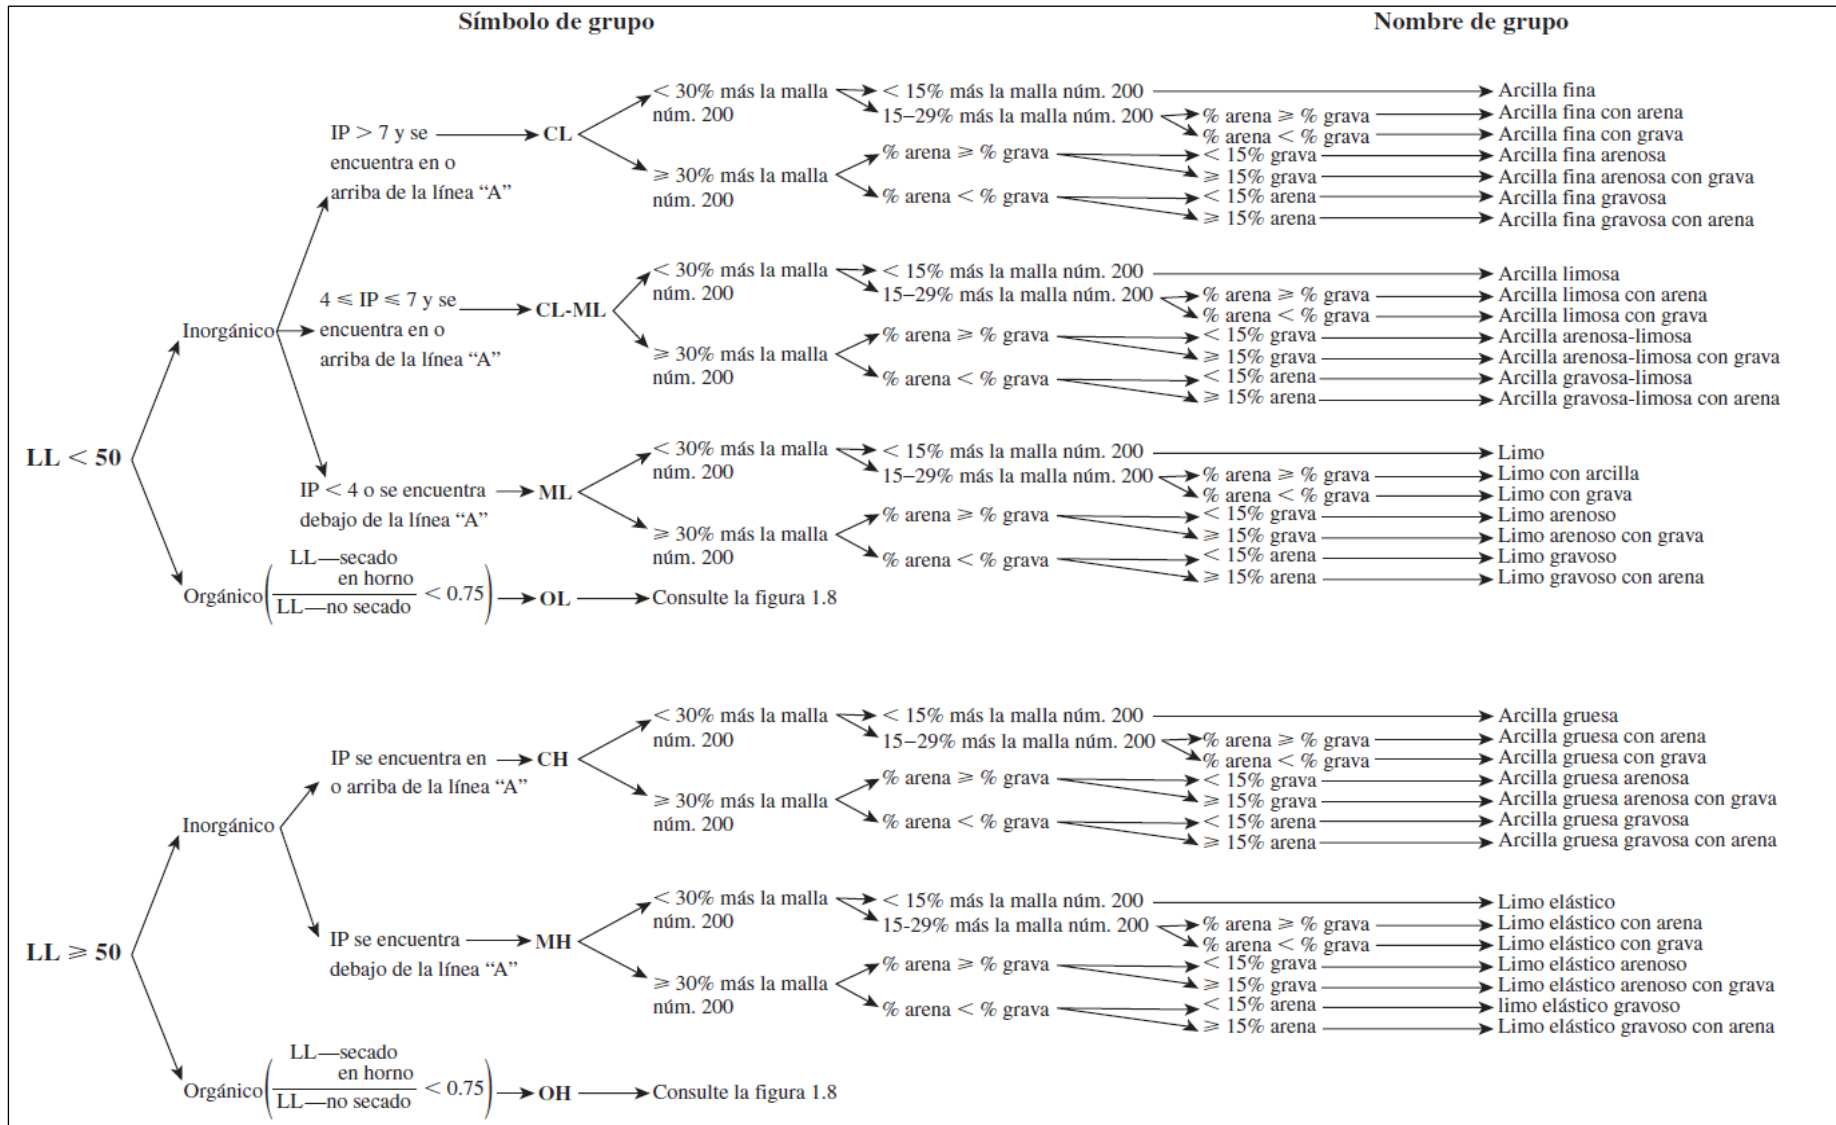 Símbolo de grupo
Nombre de grupo
LL < 50
Inorgánico
IP > 7 y se
encuentra en o
arriba de la línea “A”
CL
< 30% más la malla
núm. 200
< 15% más la malla núm. 200
Arcilla fina
15–29% más la malla núm. 200
% arena ≥ % grava
Arcilla fina con arena
% arena < % grava
Arcilla fina con grava
≥ 30% más la malla
núm. 200
% arena ≥ % grava
< 15% grava
Arcilla fina arenosa
≥ 15% grava
Arcilla fina arenosa con grava
% arena < % grava
< 15% arena
Arcilla fina gravosa
≥ 15% arena
Arcilla fina gravosa con arena
4 ≤ IP ≤ 7 y se
encuentra en o
arriba de la línea “A”
CL-ML
< 30% más la malla
núm. 200
< 15% más la malla núm. 200
Arcilla limosa
15–29% más la malla núm. 200
% arena ≥ % grava
Arcilla limosa con arena
% arena < % grava
Arcilla limosa con grava
≥ 30% más la malla
núm. 200
% arena ≥ % grava
< 15% grava
Arcilla arenosa-limosa
≥ 15% grava
Arcilla arenosa-limosa con grava
% arena < % grava
< 15% arena
Arcilla gravosa-limosa
≥ 15% arena
Arcilla gravosa-limosa con arena
IP < 4 o se encuentra
debajo de la línea “A”
ML
< 30% más la malla
núm. 200
< 15% más la malla núm. 200
Limo
15–29% más la malla núm. 200
% arena ≥ % grava
Limo con arcilla
% arena < % grava
Limo con grava
≥ 30% más la malla
núm. 200
% arena ≥ % grava
< 15% grava
Limo arenoso
≥ 15% grava
Limo arenoso con grava
% arena < % grava
< 15% arena
Limo gravoso
≥ 15% arena
Limo gravoso con arena
Orgánico
LL—secado
en horno
LL—no secado
< 0.75
OL
Consulte la figura 1.8
LL ≥ 50
Inorgánico
IP se encuentra en
o arriba de la línea “A”
CH
< 30% más la malla
núm. 200
< 15% más la malla núm. 200
Arcilla gruesa
15–29% más la malla núm. 200
% arena ≥ % grava
Arcilla gruesa con arena
% arena < % grava
Arcilla gruesa con grava
≥ 30% más la malla
núm. 200
% arena ≥ % grava
< 15% grava
Arcilla gruesa arenosa
≥ 15% grava
Arcilla gruesa arenosa con grava
% arena < % grava
< 15% arena
Arcilla gruesa gravosa
≥ 15% arena
Arcilla gruesa gravosa con arena
IP se encuentra
debajo de la línea “A”
MH
< 30% más la malla
núm. 200
< 15% más la malla núm. 200
Limo elástico
15-29% más la malla núm. 200
% arena ≥ % grava
Limo elástico con arena
% arena < % grava
Limo elástico con grava
≥ 30% más la malla
núm. 200
% arena ≥ % grava
< 15% grava
Limo elástico arenoso
≥ 15% grava
Limo elástico arenoso con grava
% arena < % grava
< 15% arena
limo elástico gravoso
≥ 15% arena
Limo elástico gravoso con arena
Orgánico
LL—secado
en horno
LL—no secado
< 0.75
OH
Consulte la figura 1.8